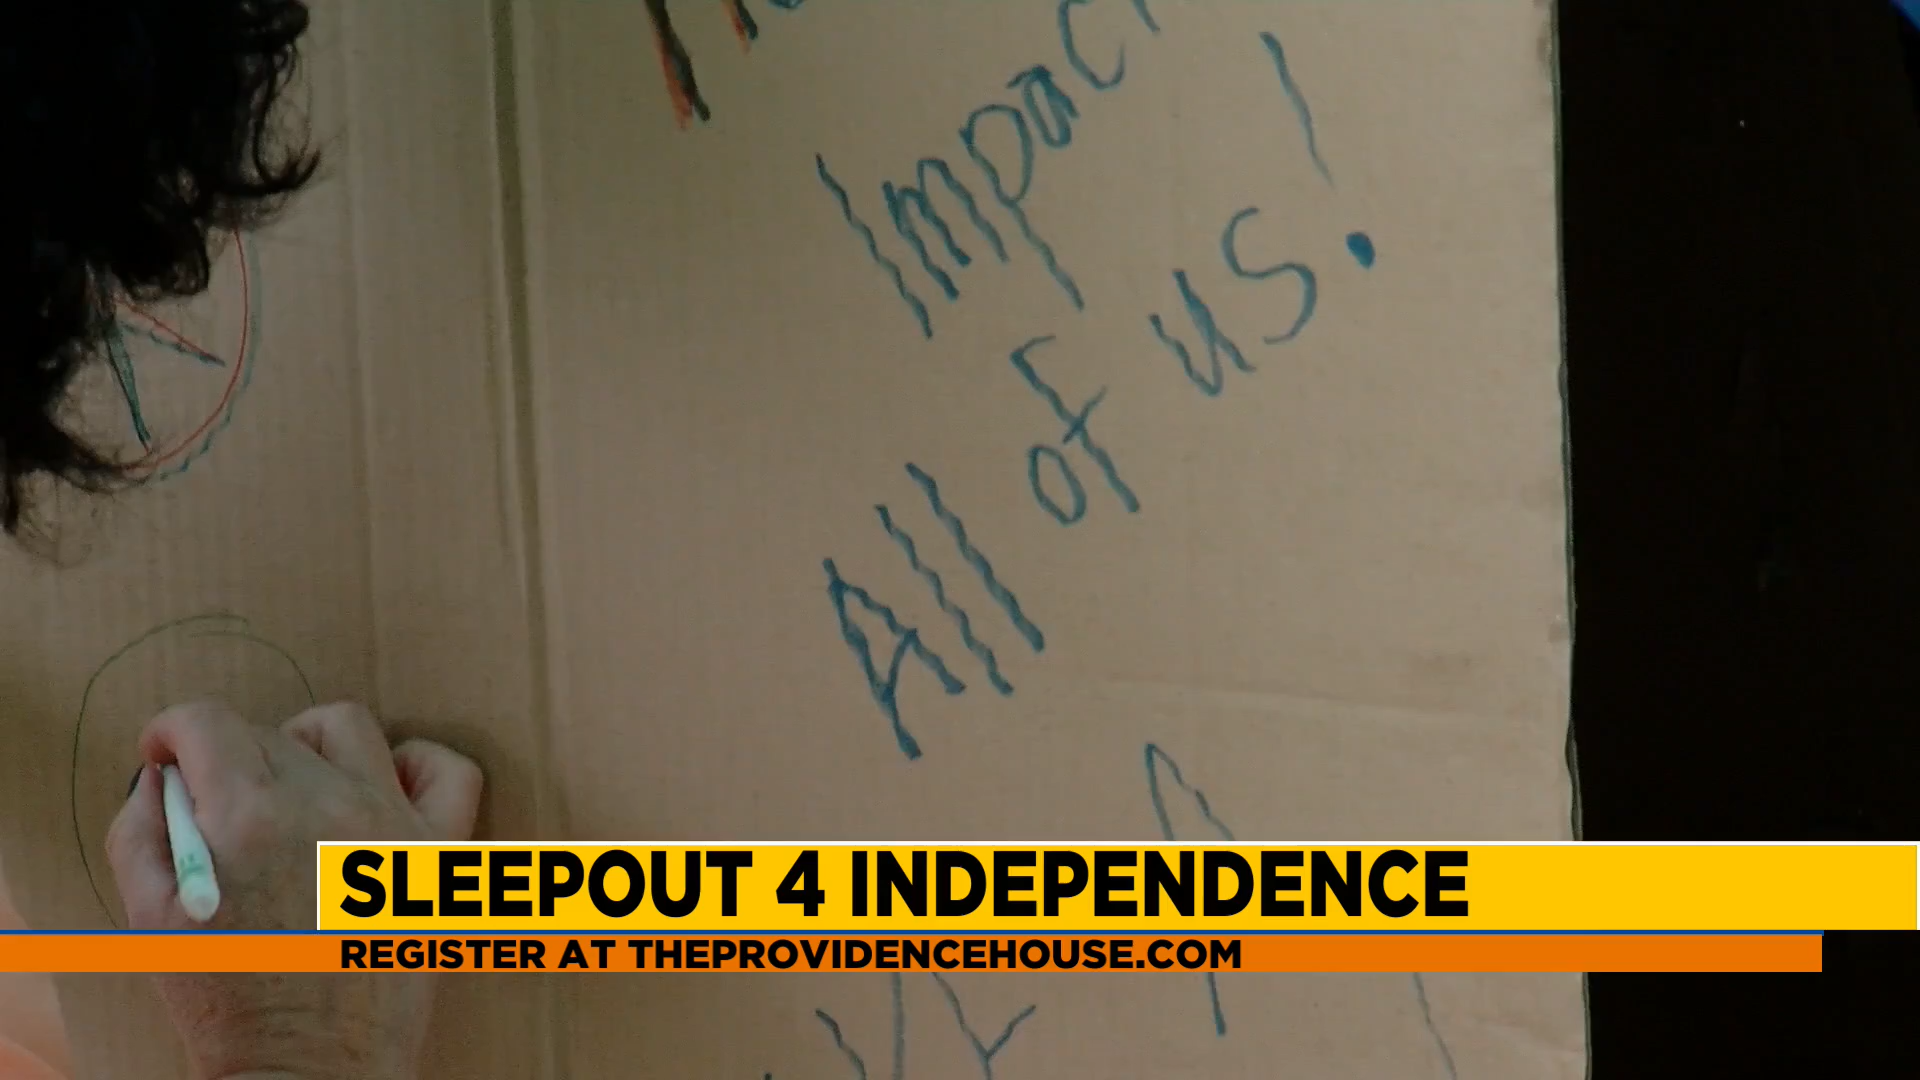 Impact
All of us!
SLEEPOUT 4 INDEPENDENCE
REGISTER AT THEPROVIDENCEHOUSE.COM